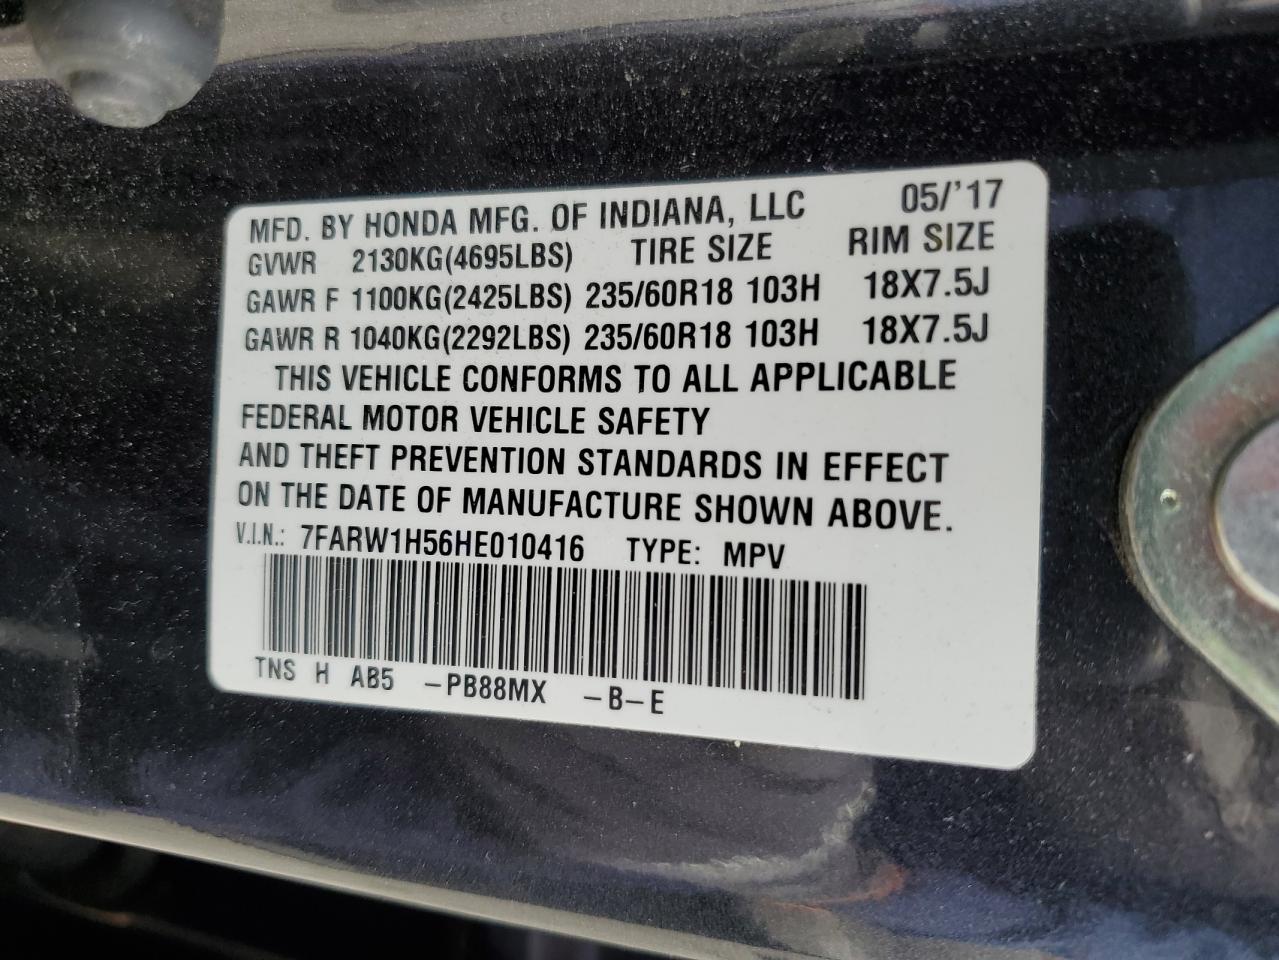 MFD. BY HONDA MFG. OF INDIANA, LLC 05/'17
GVWR 2130KG(4695LBS) TIRE SIZE RIM SIZE
GAWR F 1100KG(2425LBS) 235/60R18 103H 18X7.5J
GAWR R 1040KG(2292LBS) 235/60R18 103H 18X7.5J
THIS VEHICLE CONFORMS TO ALL APPLICABLE
FEDERAL MOTOR VEHICLE SAFETY
AND THEFT PREVENTION STANDARDS IN EFFECT
ON THE DATE OF MANUFACTURE SHOWN ABOVE.
V.I.N.: 7FARW1H56HE010416 TYPE: MPV
TNS H AB5 -PB88MX -B-E